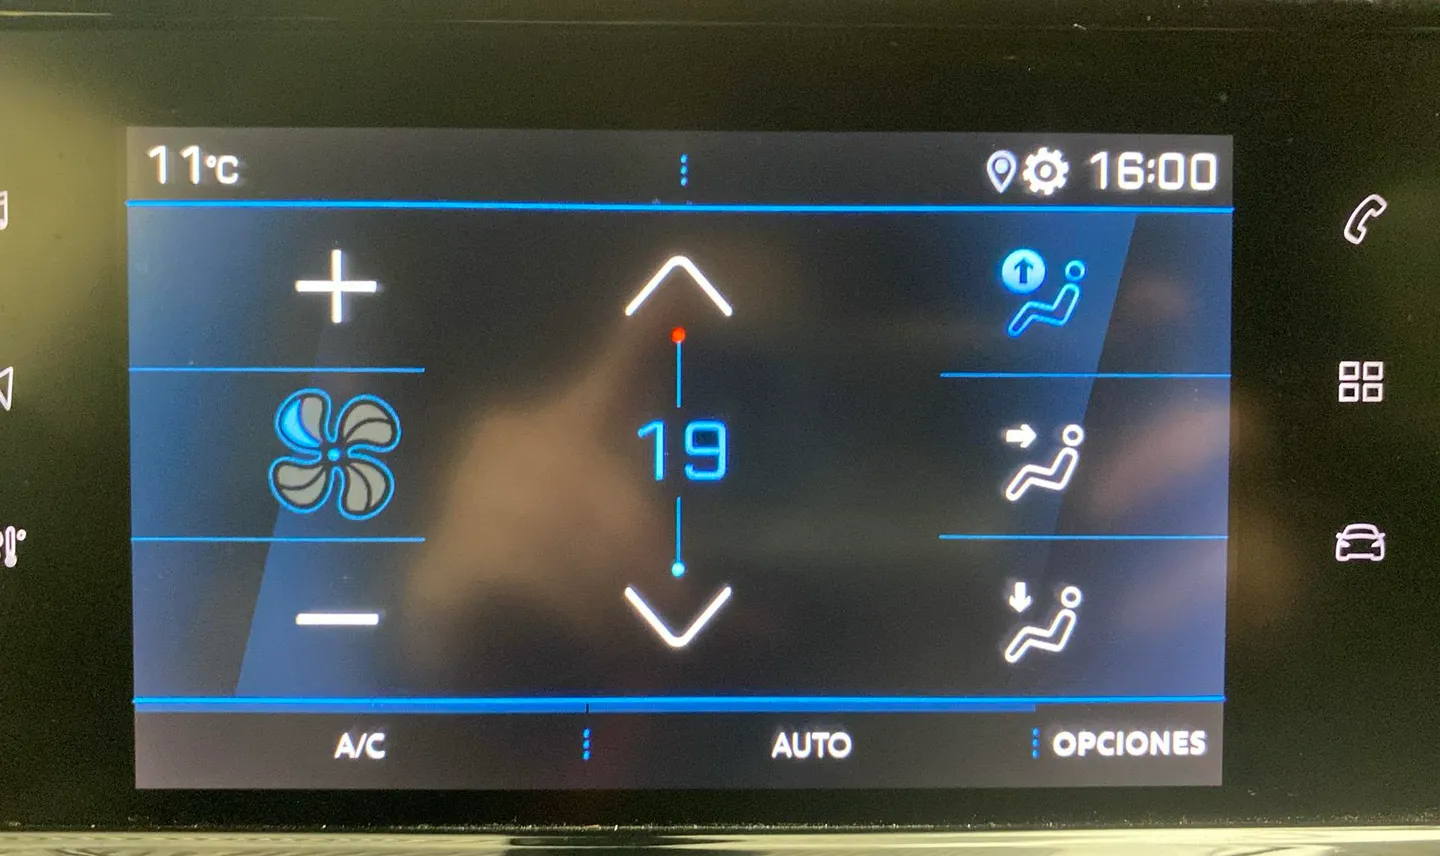 11°C
16:00
19
A/C
AUTO
OPCIONES